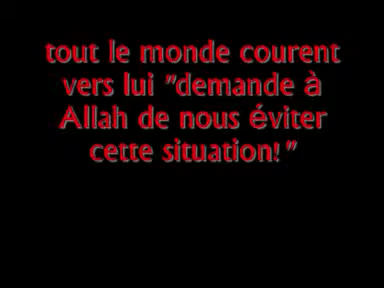 tout le monde courent
vers lui "demande à
Allah de nous éviter
cette situation!"